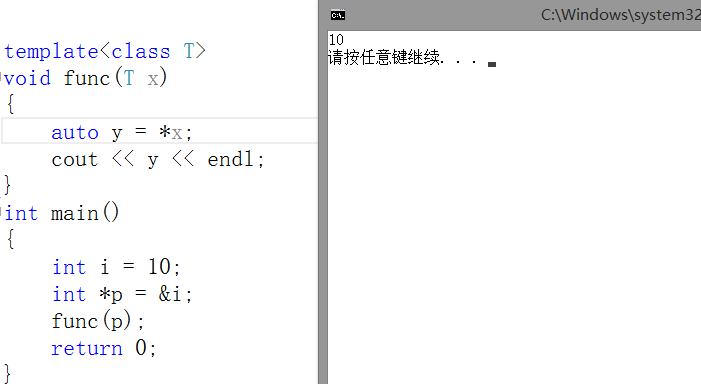 template<class T>
void func(T x)
{
    auto y = *x;
    cout << y << endl;
}
int main()
{
    int i = 10;
    int *p = &i;
    func(p);
    return 0;
}
C:\Windows\system32
10
请按任意键继续. . .